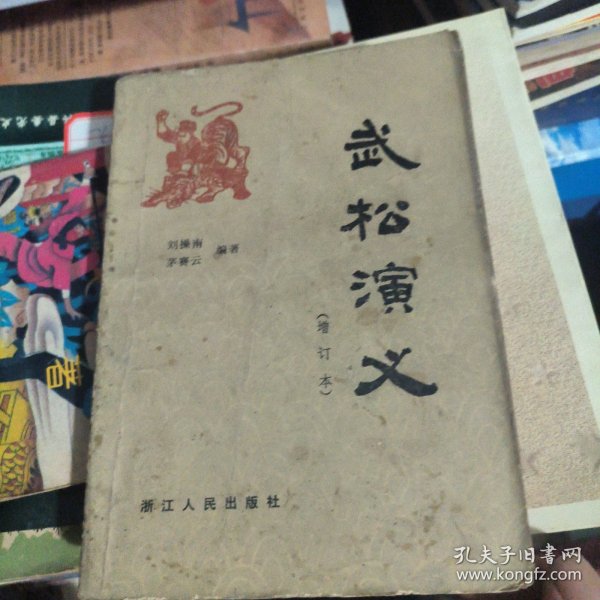 武松演义
(增订本)
刘操南
茅赛云
编著
浙江人民出版社
著
孔夫子旧书网
www.kongfz.com